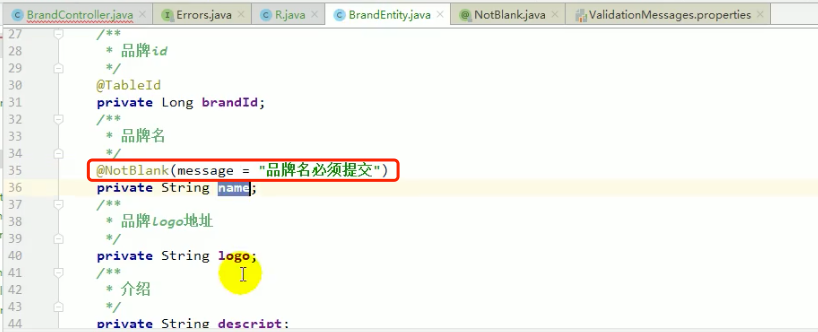 BrandController.java Errors.java R.java BrandEntity.java NotBlank.java ValidationMessages.properties
27 /**
28 * 品牌id
29 */
30 @TableId
31 private Long brandId;
32 /**
33 * 品牌名
34 */
35 @NotBlank(message = "品牌名必须提交")
36 private String name;
37 /**
38 * 品牌logo地址
39 */
40 private String logo;
41 /**
42 * 介绍
43 */
44 private String descript;